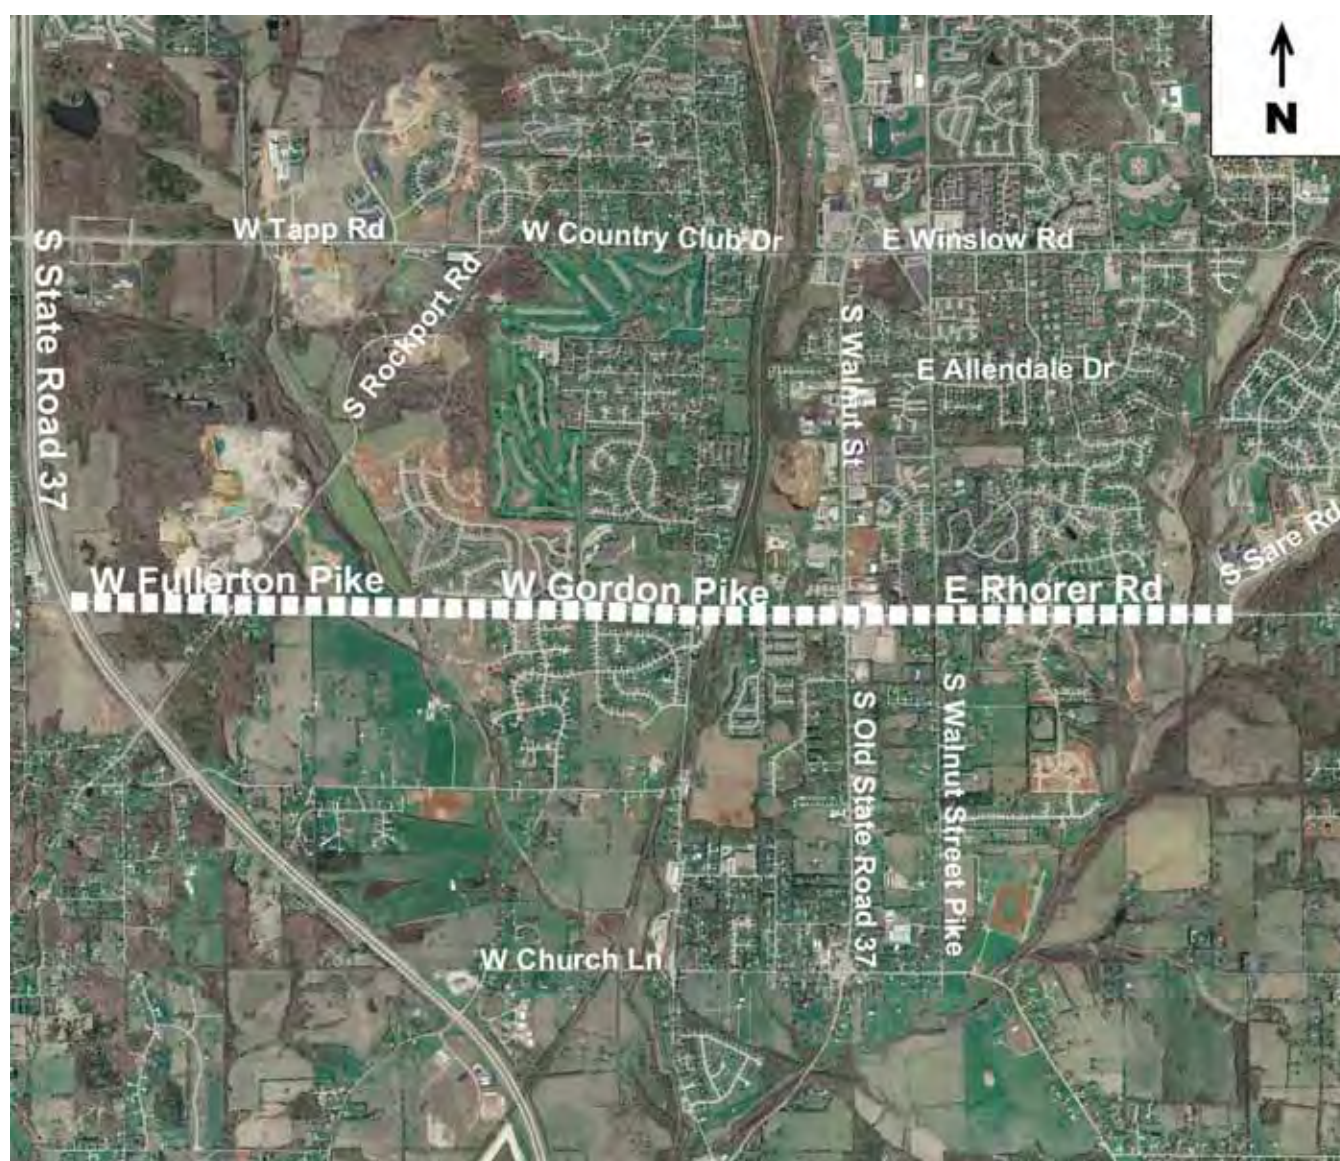 N
W Tapp Rd
W Country Club Dr
E Winslow Rd
S State Road 37
S Rockport Rd
S Walnut St
E Allendale Dr
S Sare Rd
W Fullerton Pike
W Gordon Pike
E Rhorer Rd
S Old State Road 37
S Walnut Street Pike
W Church Ln